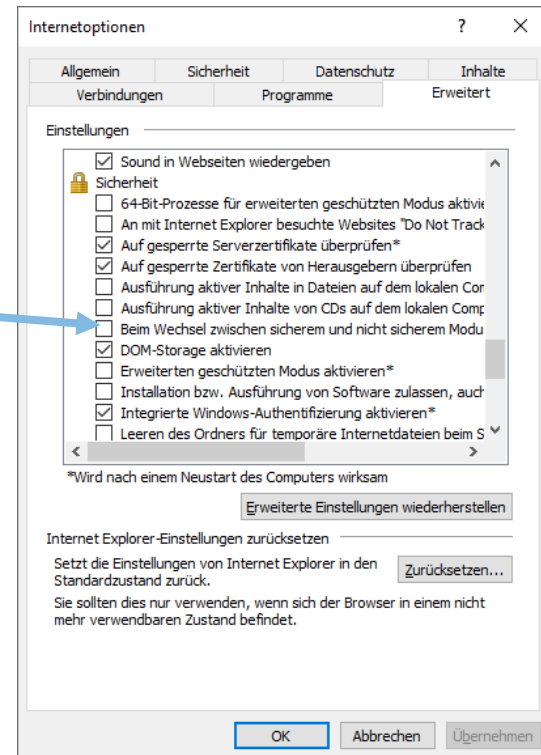 Internetoptionen ? ✕
Allgemein Sicherheit Datenschutz Inhalte
Verbindungen Programme Erweitert
Einstellungen
Sound in Webseiten wiedergeben
Sicherheit
64-Bit-Prozesse für erweiterten geschützten Modus aktivie
An mit Internet Explorer besuchte Websites "Do Not Track
Auf gesperrte Serverzertifikate überprüfen*
Auf gesperrte Zertifikate von Herausgebern überprüfen
Ausführung aktiver Inhalte in Dateien auf dem lokalen Cor
Ausführung aktiver Inhalte von CDs auf dem lokalen Comp
Beim Wechsel zwischen sicherem und nicht sicherem Modu
DOM-Storage aktivieren
Erweiterten geschützten Modus aktivieren*
Installation bzw. Ausführung von Software zulassen, auch
Integrierte Windows-Authentifizierung aktivieren*
Leeren des Ordners für temporäre Internetdateien beim S
*Wird nach einem Neustart des Computers wirksam
Erweiterte Einstellungen wiederherstellen
Internet Explorer-Einstellungen zurücksetzen
Setzt die Einstellungen von Internet Explorer in den
Standardzustand zurück.
Zurücksetzen...
Sie sollten dies nur verwenden, wenn sich der Browser in einem nicht
mehr verwendbaren Zustand befindet.
OK Abbrechen Übernehmen